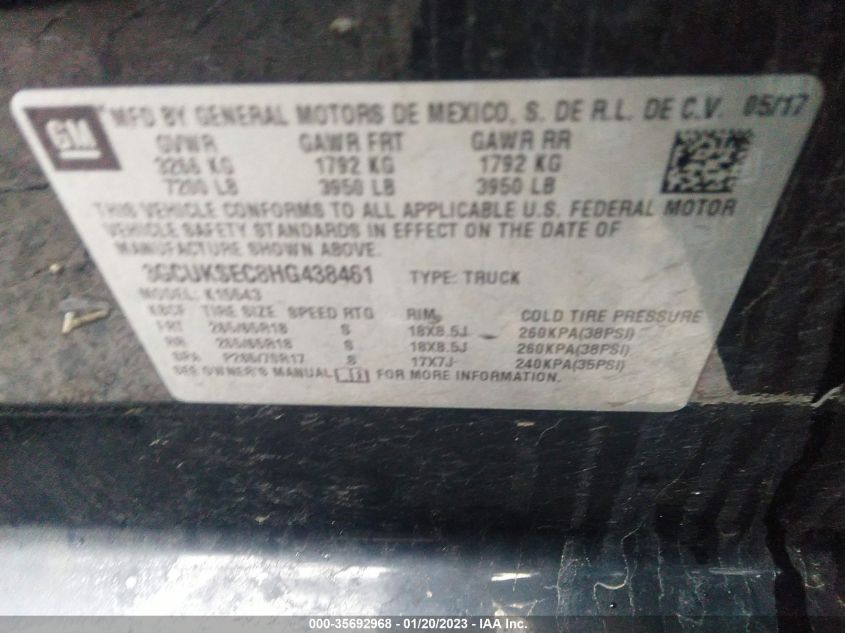 GM
MFD BY GENERAL MOTORS DE MEXICO, S. DE R.L. DE C.V. 05/17
GVWR GAWR FRT GAWR RR
3266 KG 1792 KG 1792 KG
7200 LB 3950 LB 3950 LB
THIS VEHICLE CONFORMS TO ALL APPLICABLE U.S. FEDERAL MOTOR
VEHICLE SAFETY STANDARDS IN EFFECT ON THE DATE OF
MANUFACTURE SHOWN ABOVE.
3GCUKSEC8HG438461 TYPE: TRUCK
MODEL: K15543
TIRE SIZE SPEED RTG RIM COLD TIRE PRESSURE
FRT 265/65R18 S 18X8.5J 260KPA(38PSI)
RR 265/65R18 S 18X8.5J 260KPA(38PSI)
SPA P265/70R17 S 17X7J 240KPA(35PSI)
SEE OWNER'S MANUAL FOR MORE INFORMATION.
000-35692968 - 01/20/2023 - IAA Inc.